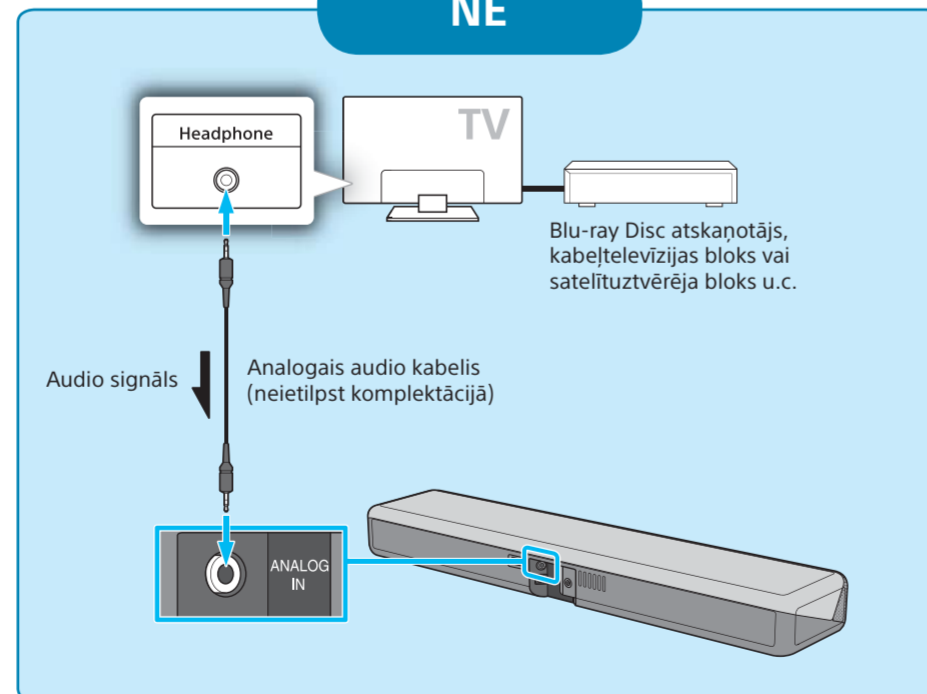 NE
Headphone
TV
Blu-ray Disc atskaņotājs,
kabeļtelevīzijas bloks vai
satelītuztvērēja bloks u.c.
Audio signāls
Analogais audio kabelis
(neietilpst komplektācijā)
ANALOG
IN